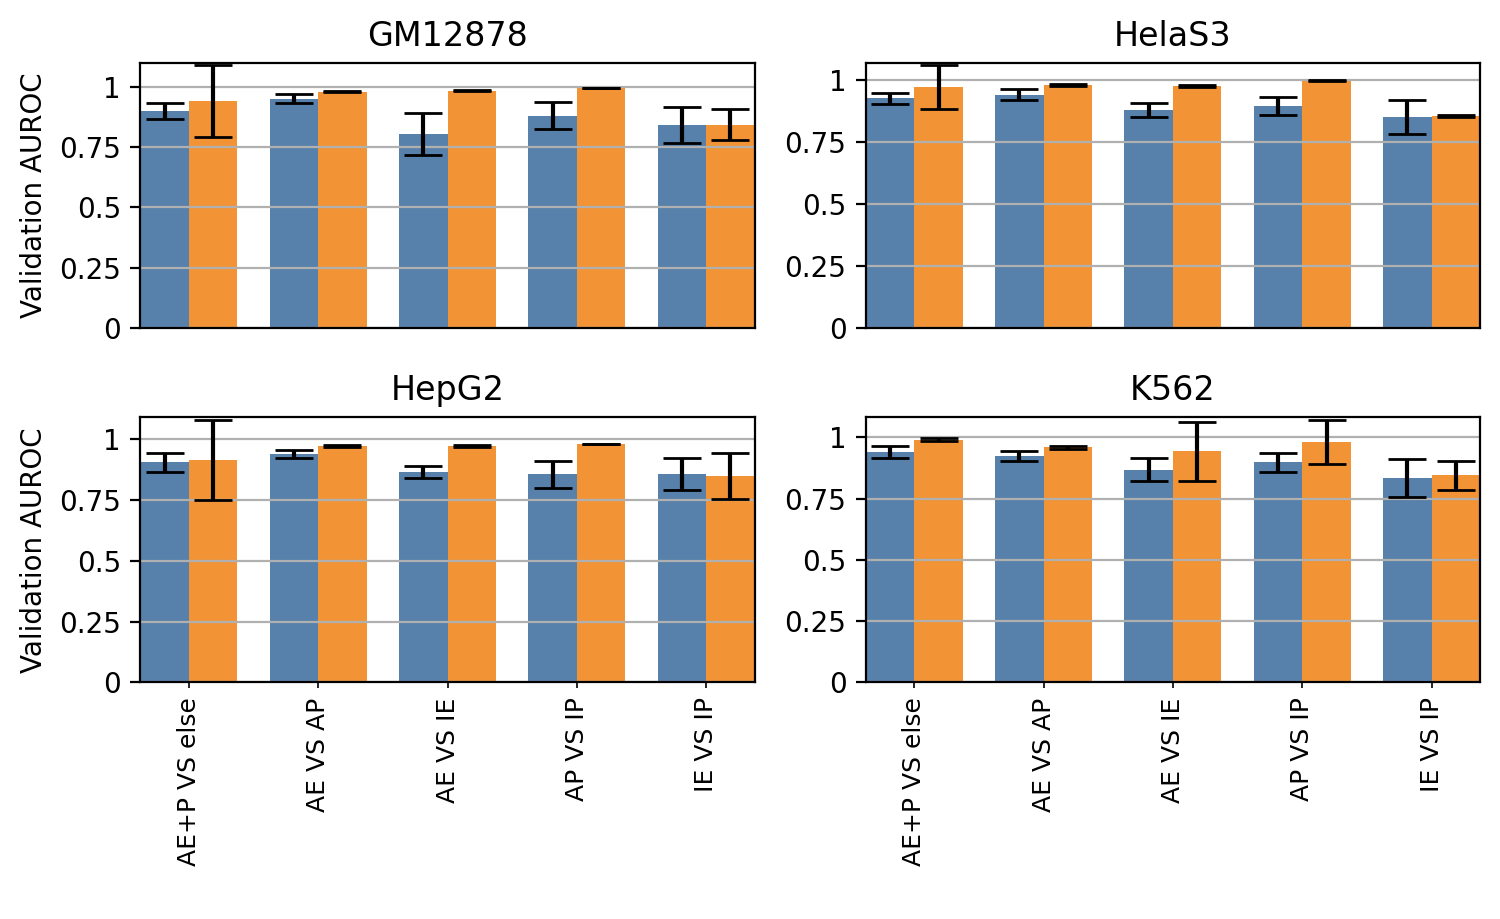 GM12878
HelaS3
Validation AUROC
1
0.75
0.5
0.25
0
1
0.75
0.5
0.25
0
HepG2
K562
Validation AUROC
1
0.75
0.5
0.25
0
1
0.75
0.5
0.25
0
AE+P VS else
AE VS AP
AE VS IE
AP VS IP
IE VS IP
AE+P VS else
AE VS AP
AE VS IE
AP VS IP
IE VS IP